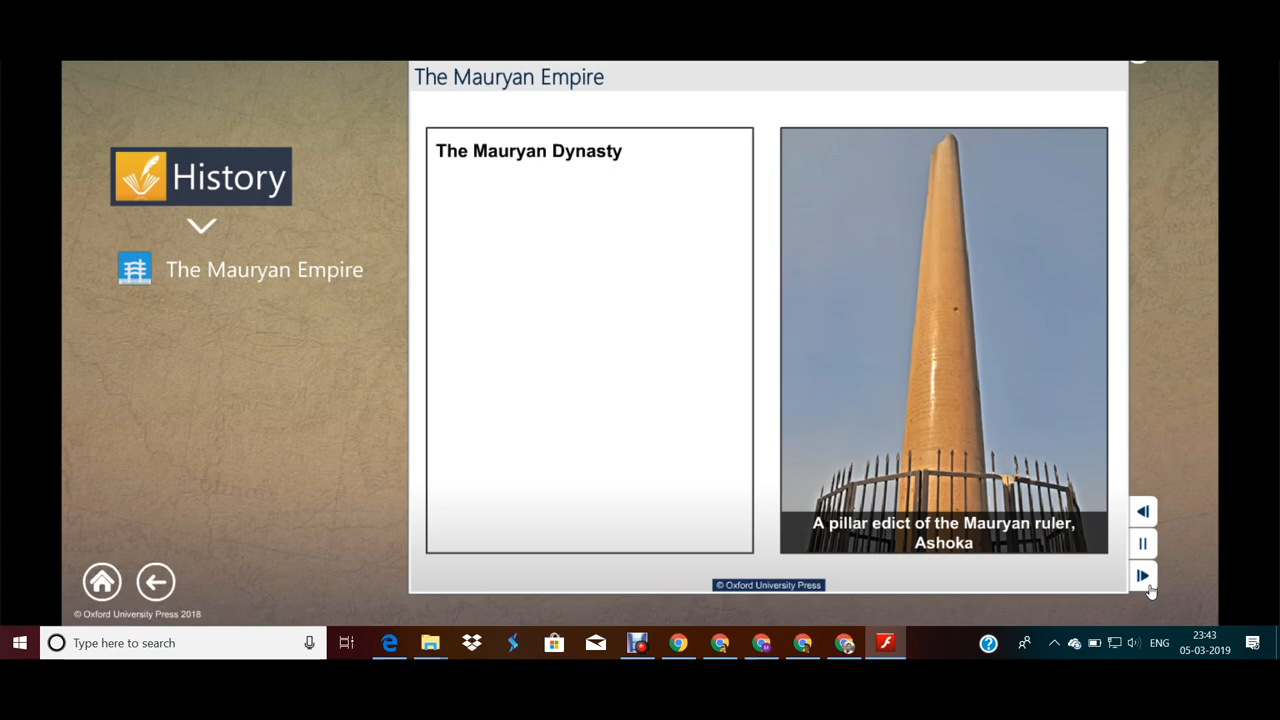 The Mauryan Empire
The Mauryan Dysnasty
History
The Mauryan Empire
A pillar edict of the Mauryan ruler,
Ashoka
© Oxford University Press
© Oxford University Press 2018
Type here to search
ENG
23:43
05-03-2019